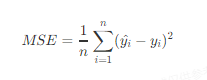 MSE = \frac{1}{n} \sum_{i=1}^{n} (\hat{y}_i - y_i)^2